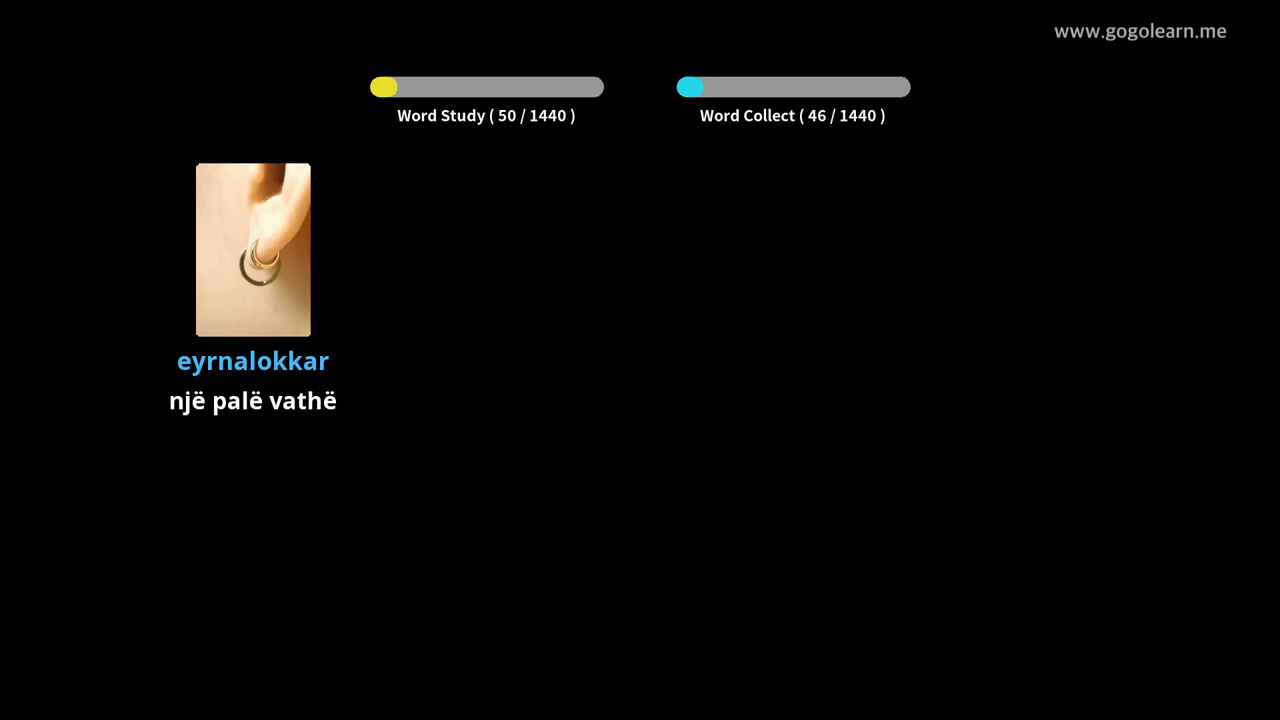 www.gogolearn.me
Word Study ( 50 / 1440 )
Word Collect ( 46 / 1440 )
eyrnalokkar
një palë vathë